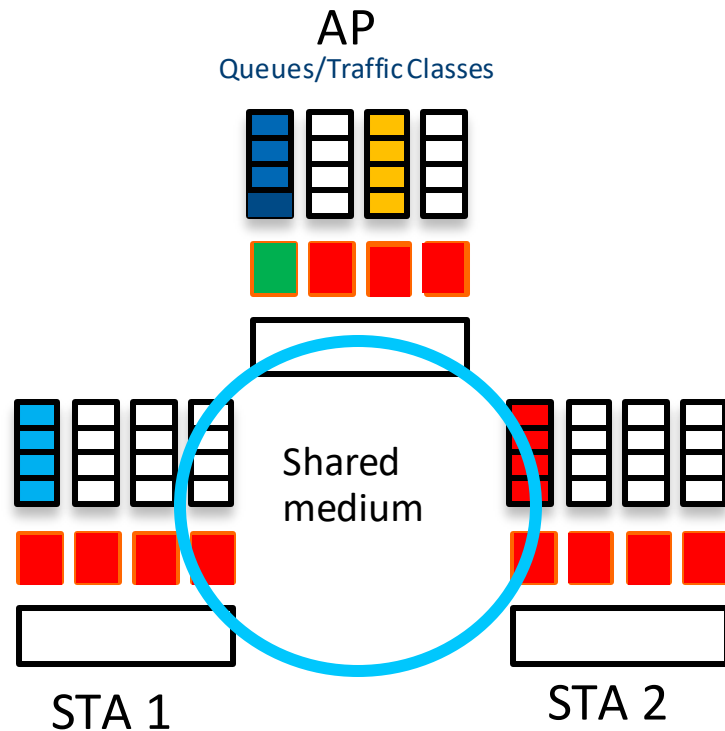 AP
Queues/Traffic Classes
Shared
medium
STA 1
STA 2